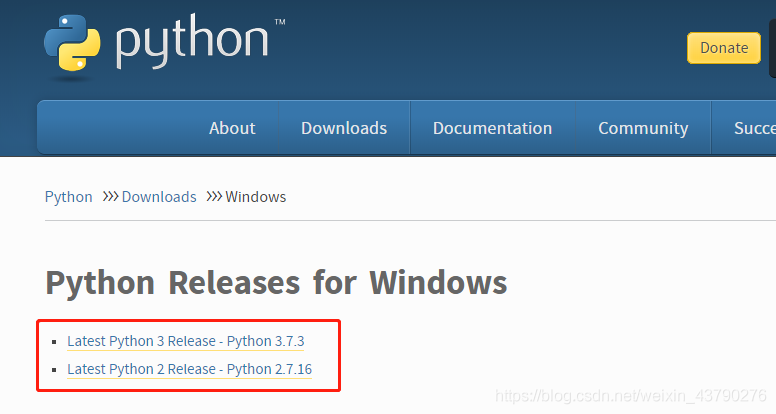 python™
Donate
About Downloads Documentation Community Succe
Python >>> Downloads >>> Windows
Python Releases for Windows
Latest Python 3 Release - Python 3.7.3
Latest Python 2 Release - Python 2.7.16
https://blog.csdn.net/weixin_43790276